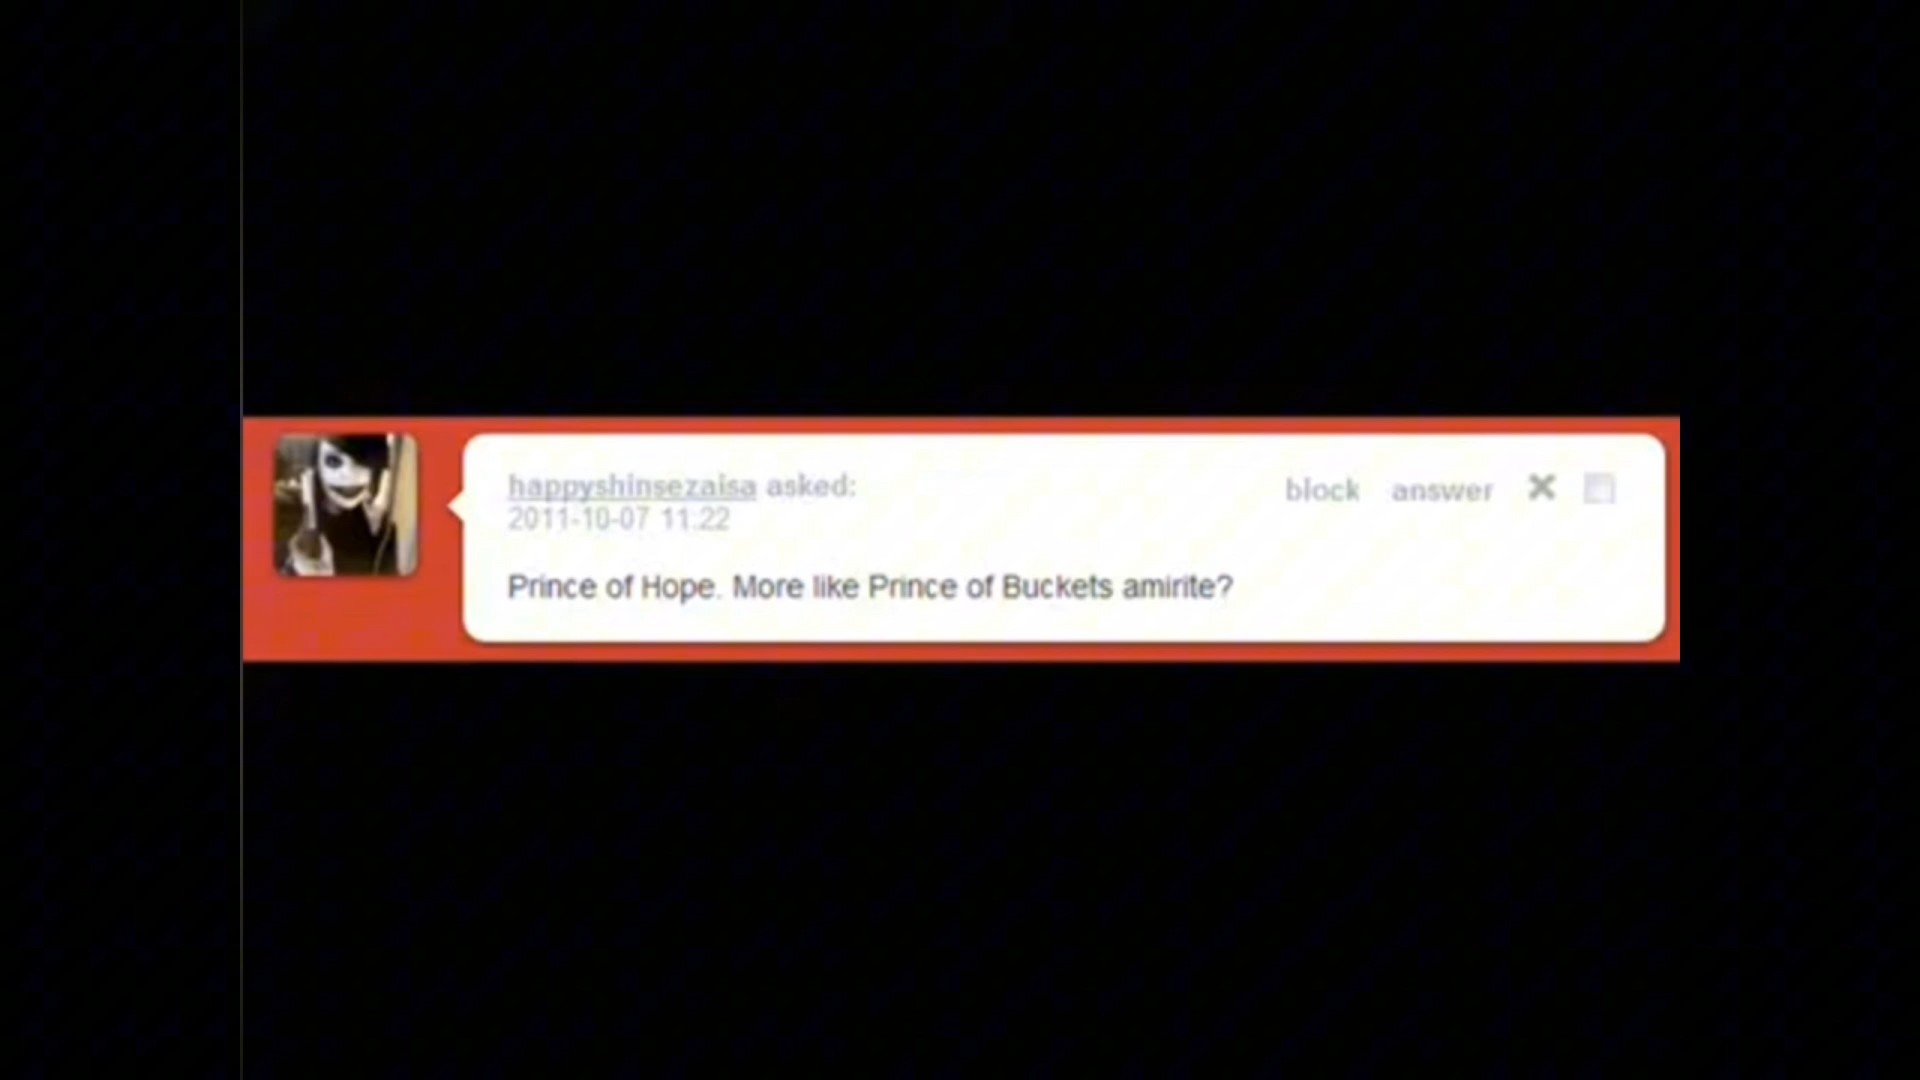 happyshinsezaisa asked:
block answer
2011-10-07 11:22
Prince of Hope. More like Prince of Buckets amirite?